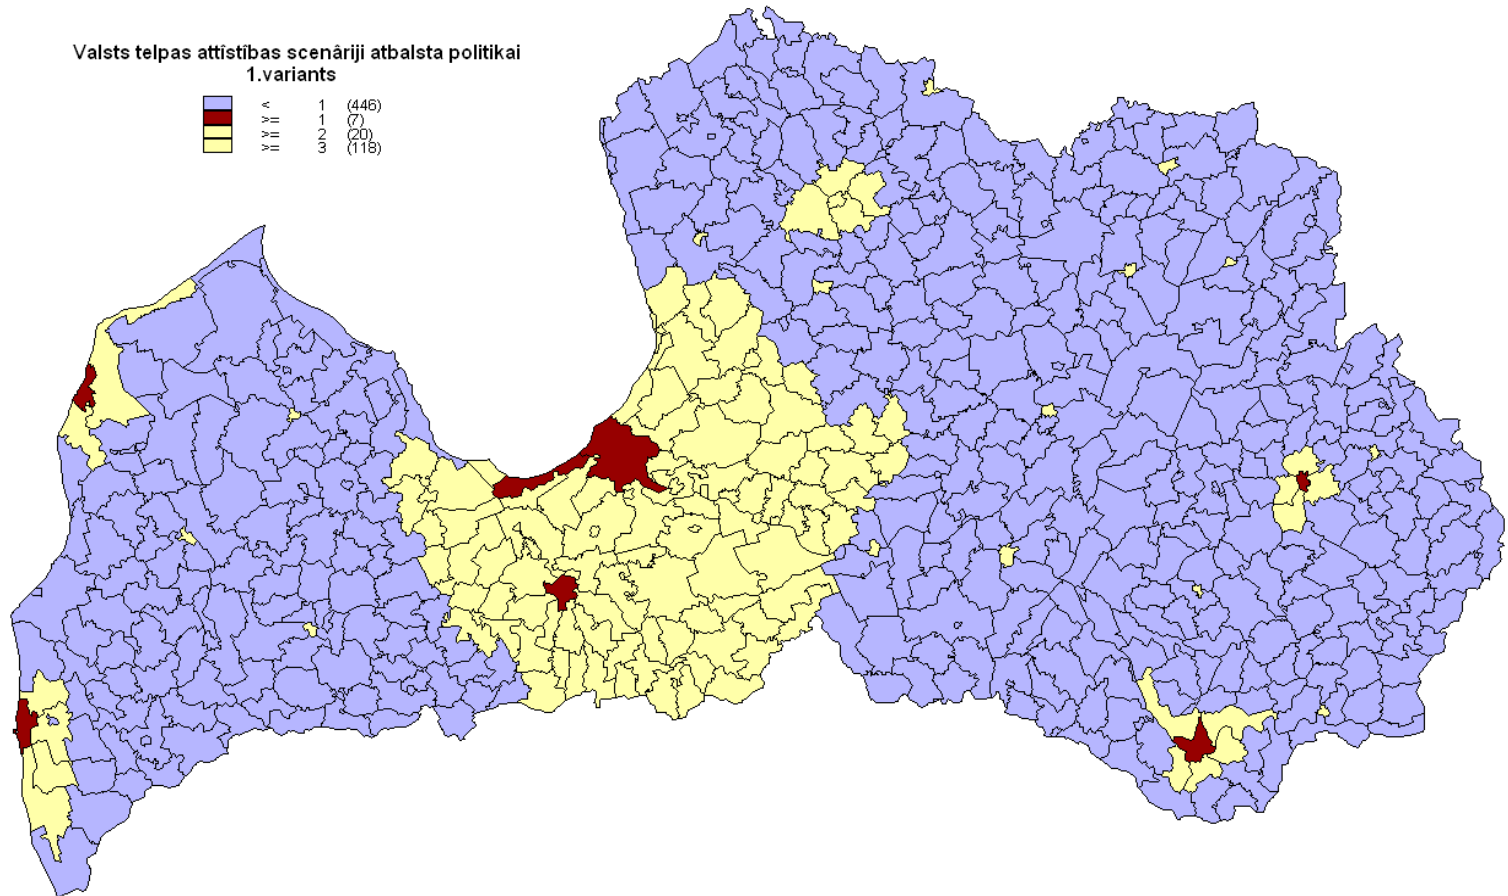 Valsts telpas attīstības scenāriji atbalsta politikai
1.variants
< 1 (446)
>= 1 (7)
>= 2 (20)
>= 3 (118)